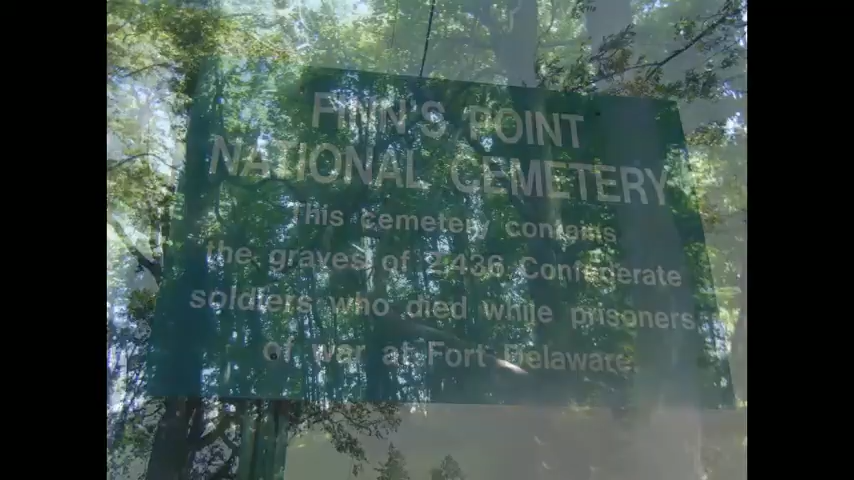 FINN'S POINT
NATIONAL CEMETERY
This cemetery contains
the graves of 2436 Confederate
soldiers who died while prisoners
of war at Fort Delaware.